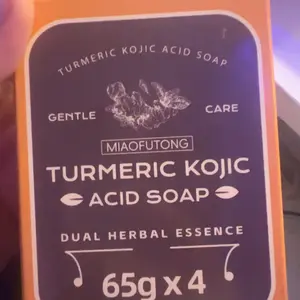 TURMERIC KOJIC ACID SOAP
GENTLE CARE
MIAOFUTONG
TURMERIC KOJIC
ACID SOAP
DUAL HERBAL ESSENCE
65g x 4